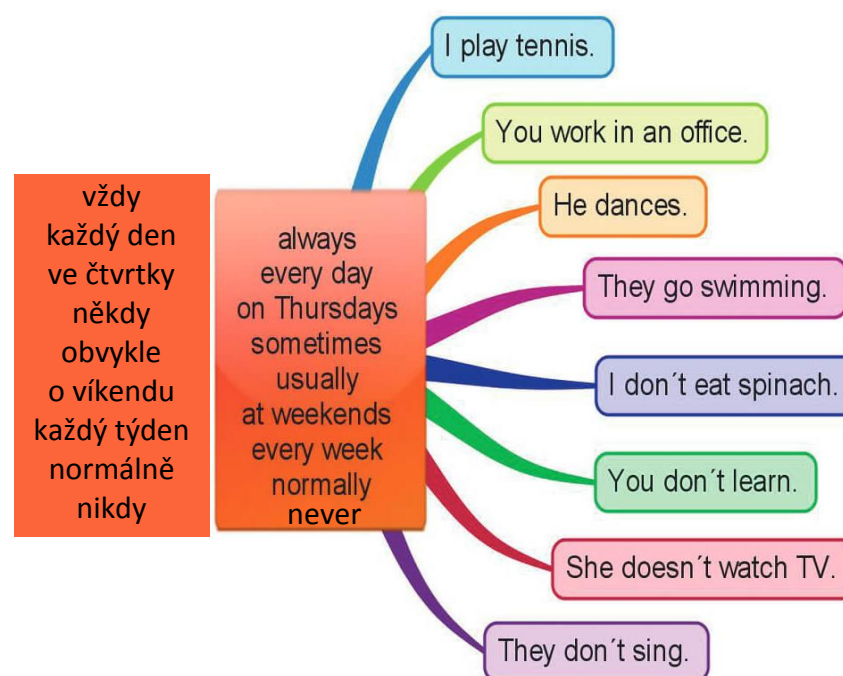 vždy
každý den
ve čtvrtky
někdy
obvykle
o víkendu
každý týden
normálně
nikdy
always
every day
on Thursdays
sometimes
usually
at weekends
every week
normally
never
I play tennis.
You work in an office.
He dances.
They go swimming.
I don´t eat spinach.
You don´t learn.
She doesn´t watch TV.
They don´t sing.